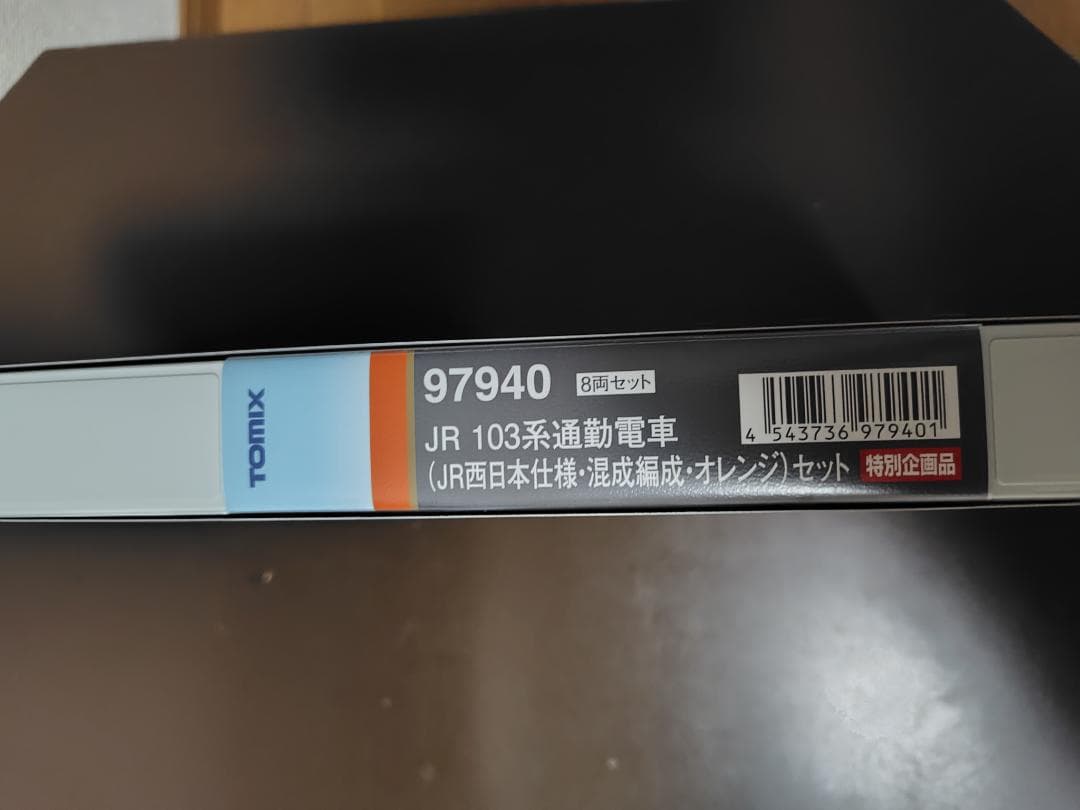 TOMIX
97940 8両セット
JR 103系通勤電車
(JR西日本仕様・混成編成・オレンジ)セット 特別企画品
4 543736 979401